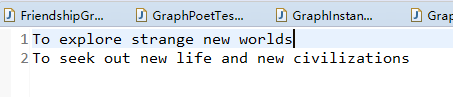 FriendshipGr... GraphPoetTes... GraphInstan... Grap
1 To explore strange new worlds
2 To seek out new life and new civilizations